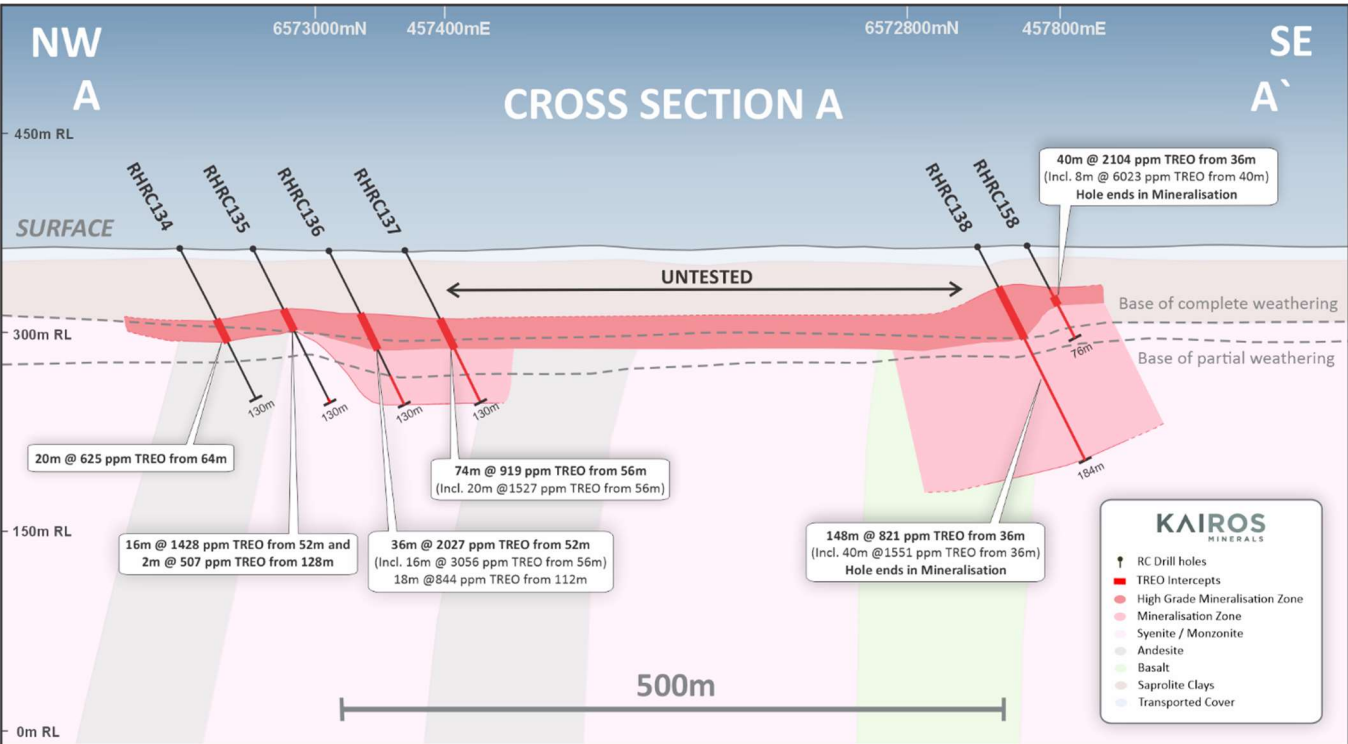 6573000mN 457400mE 6572800mN 457800mE
NW
A
CROSS SECTION A
SE
A`
450m RL
RHRC134
RHRC135
RHRC136
RHRC137
RHRC138
RHRC158
40m @ 2104 ppm TREO from 36m
(Incl. 8m @ 6023 ppm TREO from 40m)
Hole ends in Mineralisation
SURFACE
UNTESTED
Base of complete weathering
300m RL
Base of partial weathering
76m
130m
130m
130m
130m
184m
20m @ 625 ppm TREO from 64m
74m @ 919 ppm TREO from 56m
(Incl. 20m @1527 ppm TREO from 56m)
150m RL
16m @ 1428 ppm TREO from 52m and
2m @ 507 ppm TREO from 128m
36m @ 2027 ppm TREO from 52m
(Incl. 16m @ 3056 ppm TREO from 56m)
18m @844 ppm TREO from 112m
148m @ 821 ppm TREO from 36m
(Incl. 40m @1551 ppm TREO from 36m)
Hole ends in Mineralisation
KAIROS
MINERALS
RC Drill holes
TREO Intercepts
High Grade Mineralisation Zone
Mineralisation Zone
Syenite / Monzonite
Andesite
Basalt
Saprolite Clays
Transported Cover
500m
0m RL